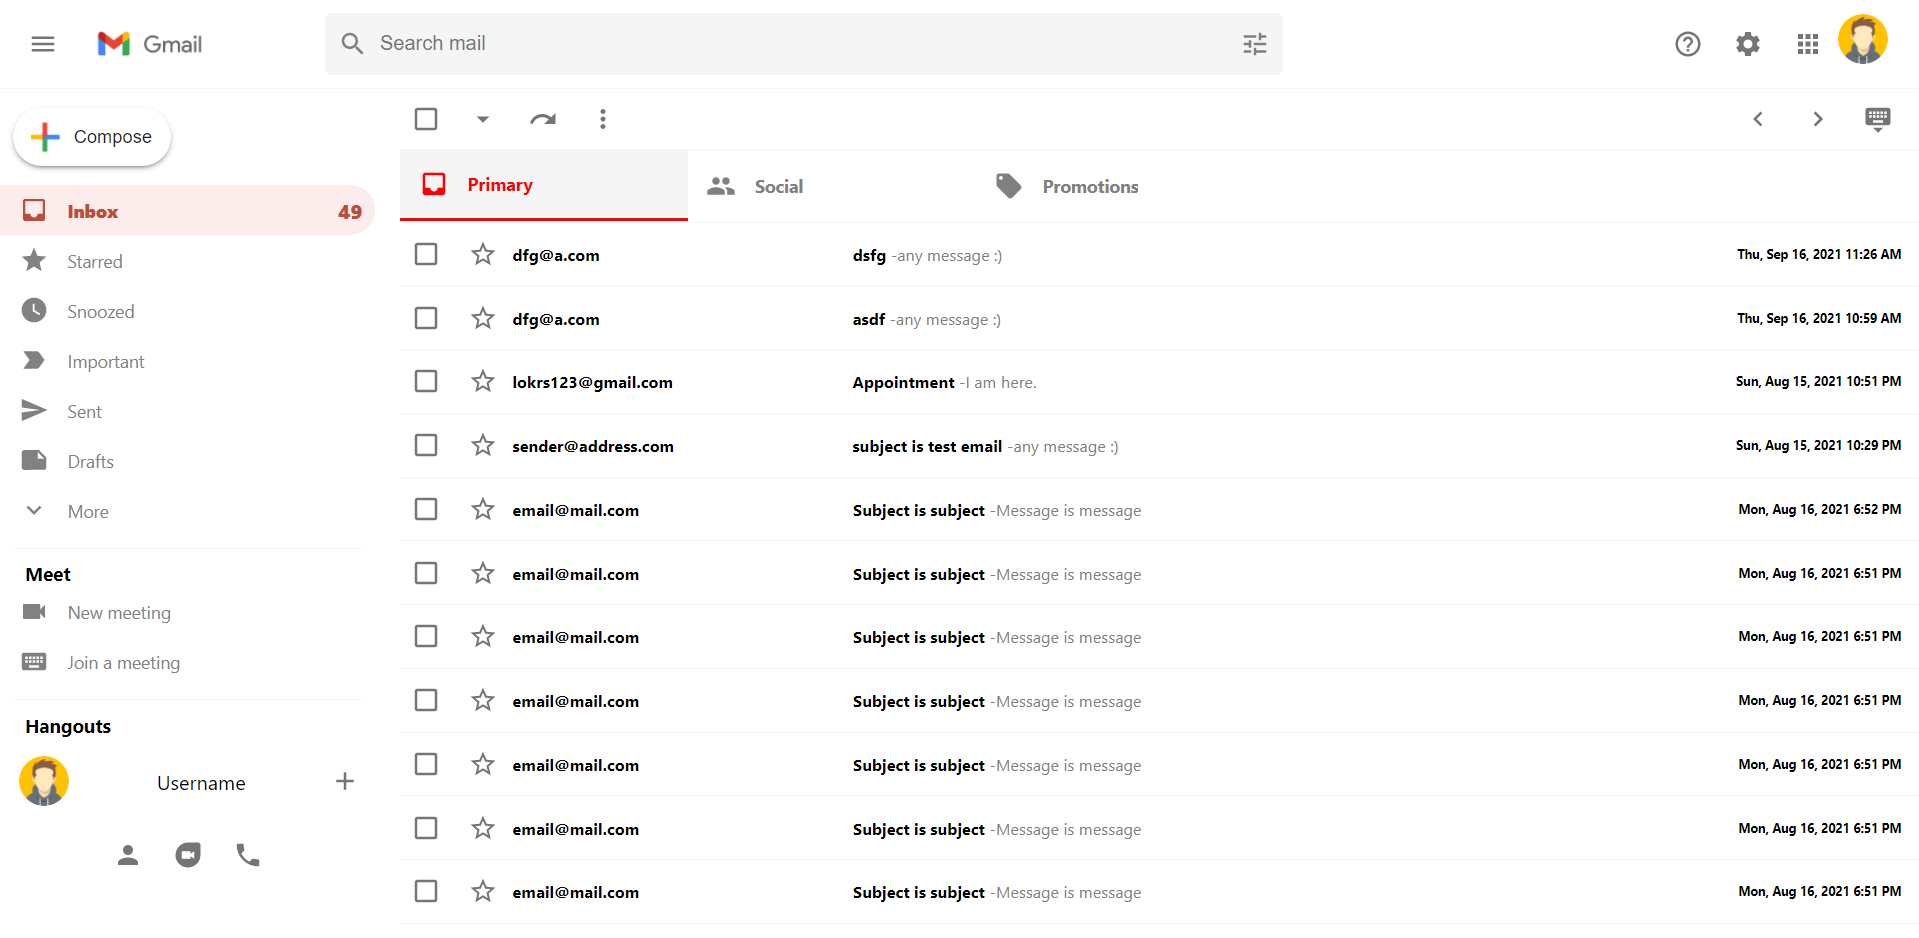 Gmail
Search mail
Compose
Inbox 49
Starred
Snoozed
Important
Sent
Drafts
More
Meet
New meeting
Join a meeting
Hangouts
Username
Primary Social Promotions
dfg@a.com dsfg -any message :) Thu, Sep 16, 2021 11:26 AM
dfg@a.com asdf -any message :) Thu, Sep 16, 2021 10:59 AM
lokrs123@gmail.com Appointment -I am here. Sun, Aug 15, 2021 10:51 PM
sender@address.com subject is test email -any message :) Sun, Aug 15, 2021 10:29 PM
email@mail.com Subject is subject -Message is message Mon, Aug 16, 2021 6:52 PM
email@mail.com Subject is subject -Message is message Mon, Aug 16, 2021 6:51 PM
email@mail.com Subject is subject -Message is message Mon, Aug 16, 2021 6:51 PM
email@mail.com Subject is subject -Message is message Mon, Aug 16, 2021 6:51 PM
email@mail.com Subject is subject -Message is message Mon, Aug 16, 2021 6:51 PM
email@mail.com Subject is subject -Message is message Mon, Aug 16, 2021 6:51 PM
email@mail.com Subject is subject -Message is message Mon, Aug 16, 2021 6:51 PM